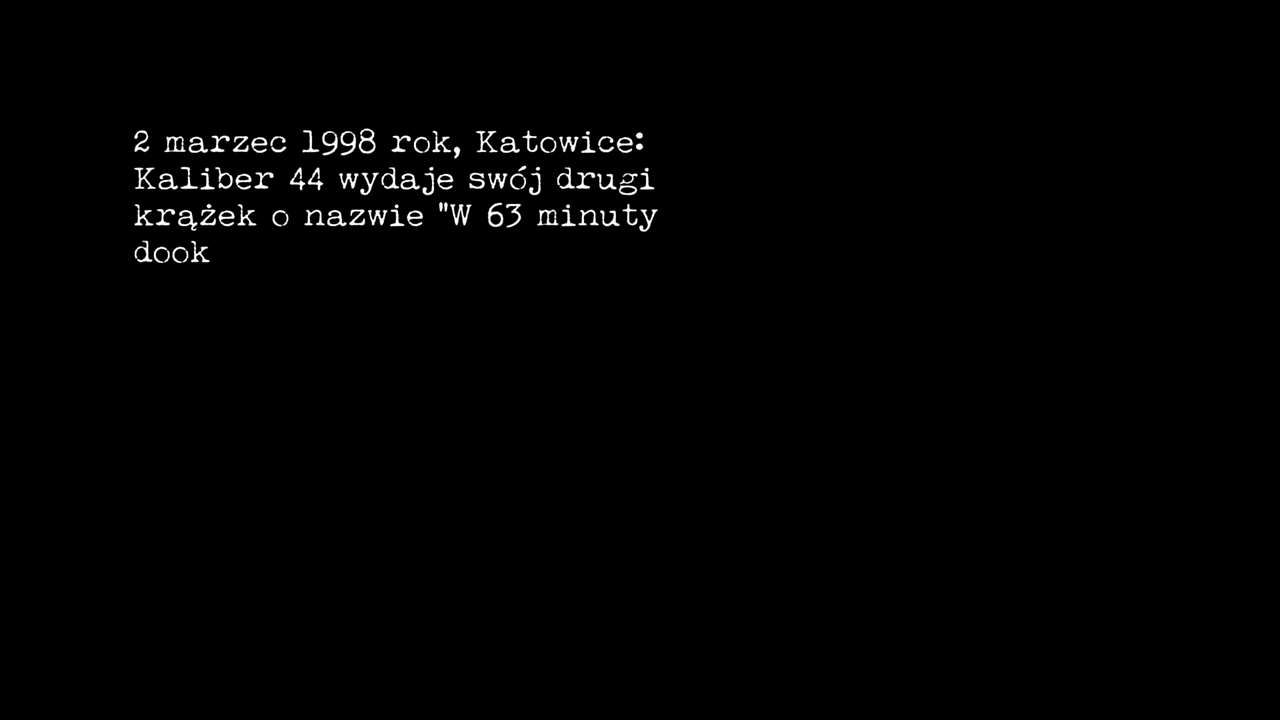 2 marzec 1998 rok, Katowice:
Kaliber 44 wydaje swój drugi
krążek o nazwie "W 63 minuty
dook